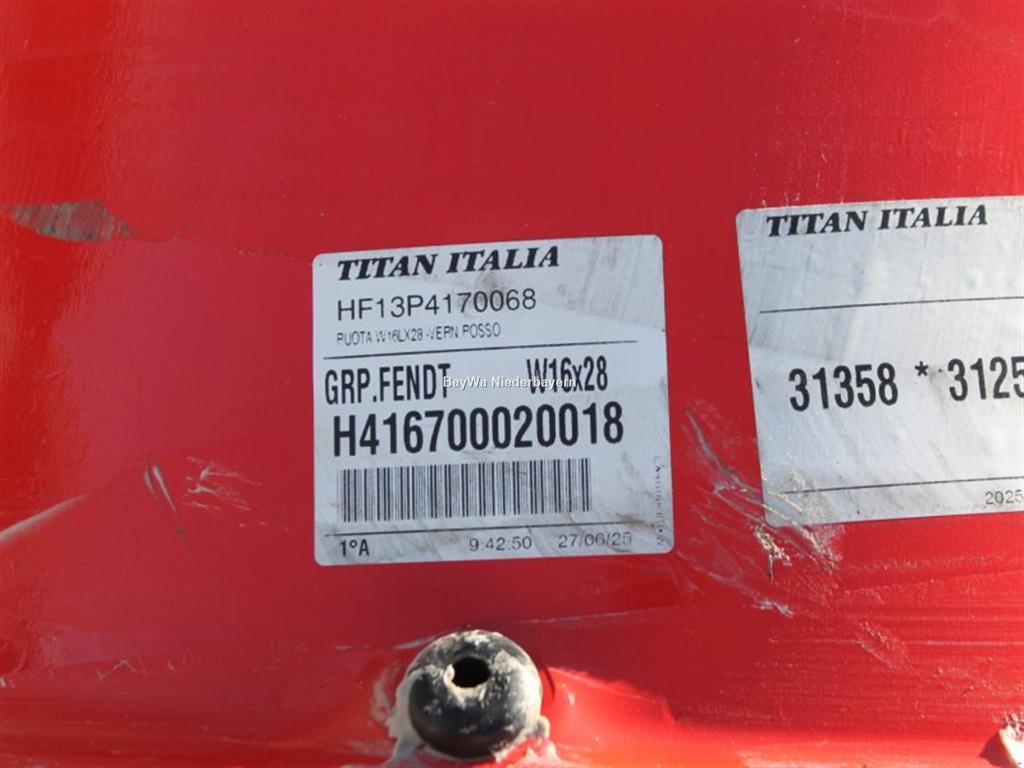 TITAN ITALIA
HF13P4170068
RUOTA W16LX28 -VERN.ROSSO
GRP.FENDT W16x28
BayWa Niederbayern
H416700020018
1°A 9:42:50 27/06/25
TITAN ITALIA
31358 * 3125
2025